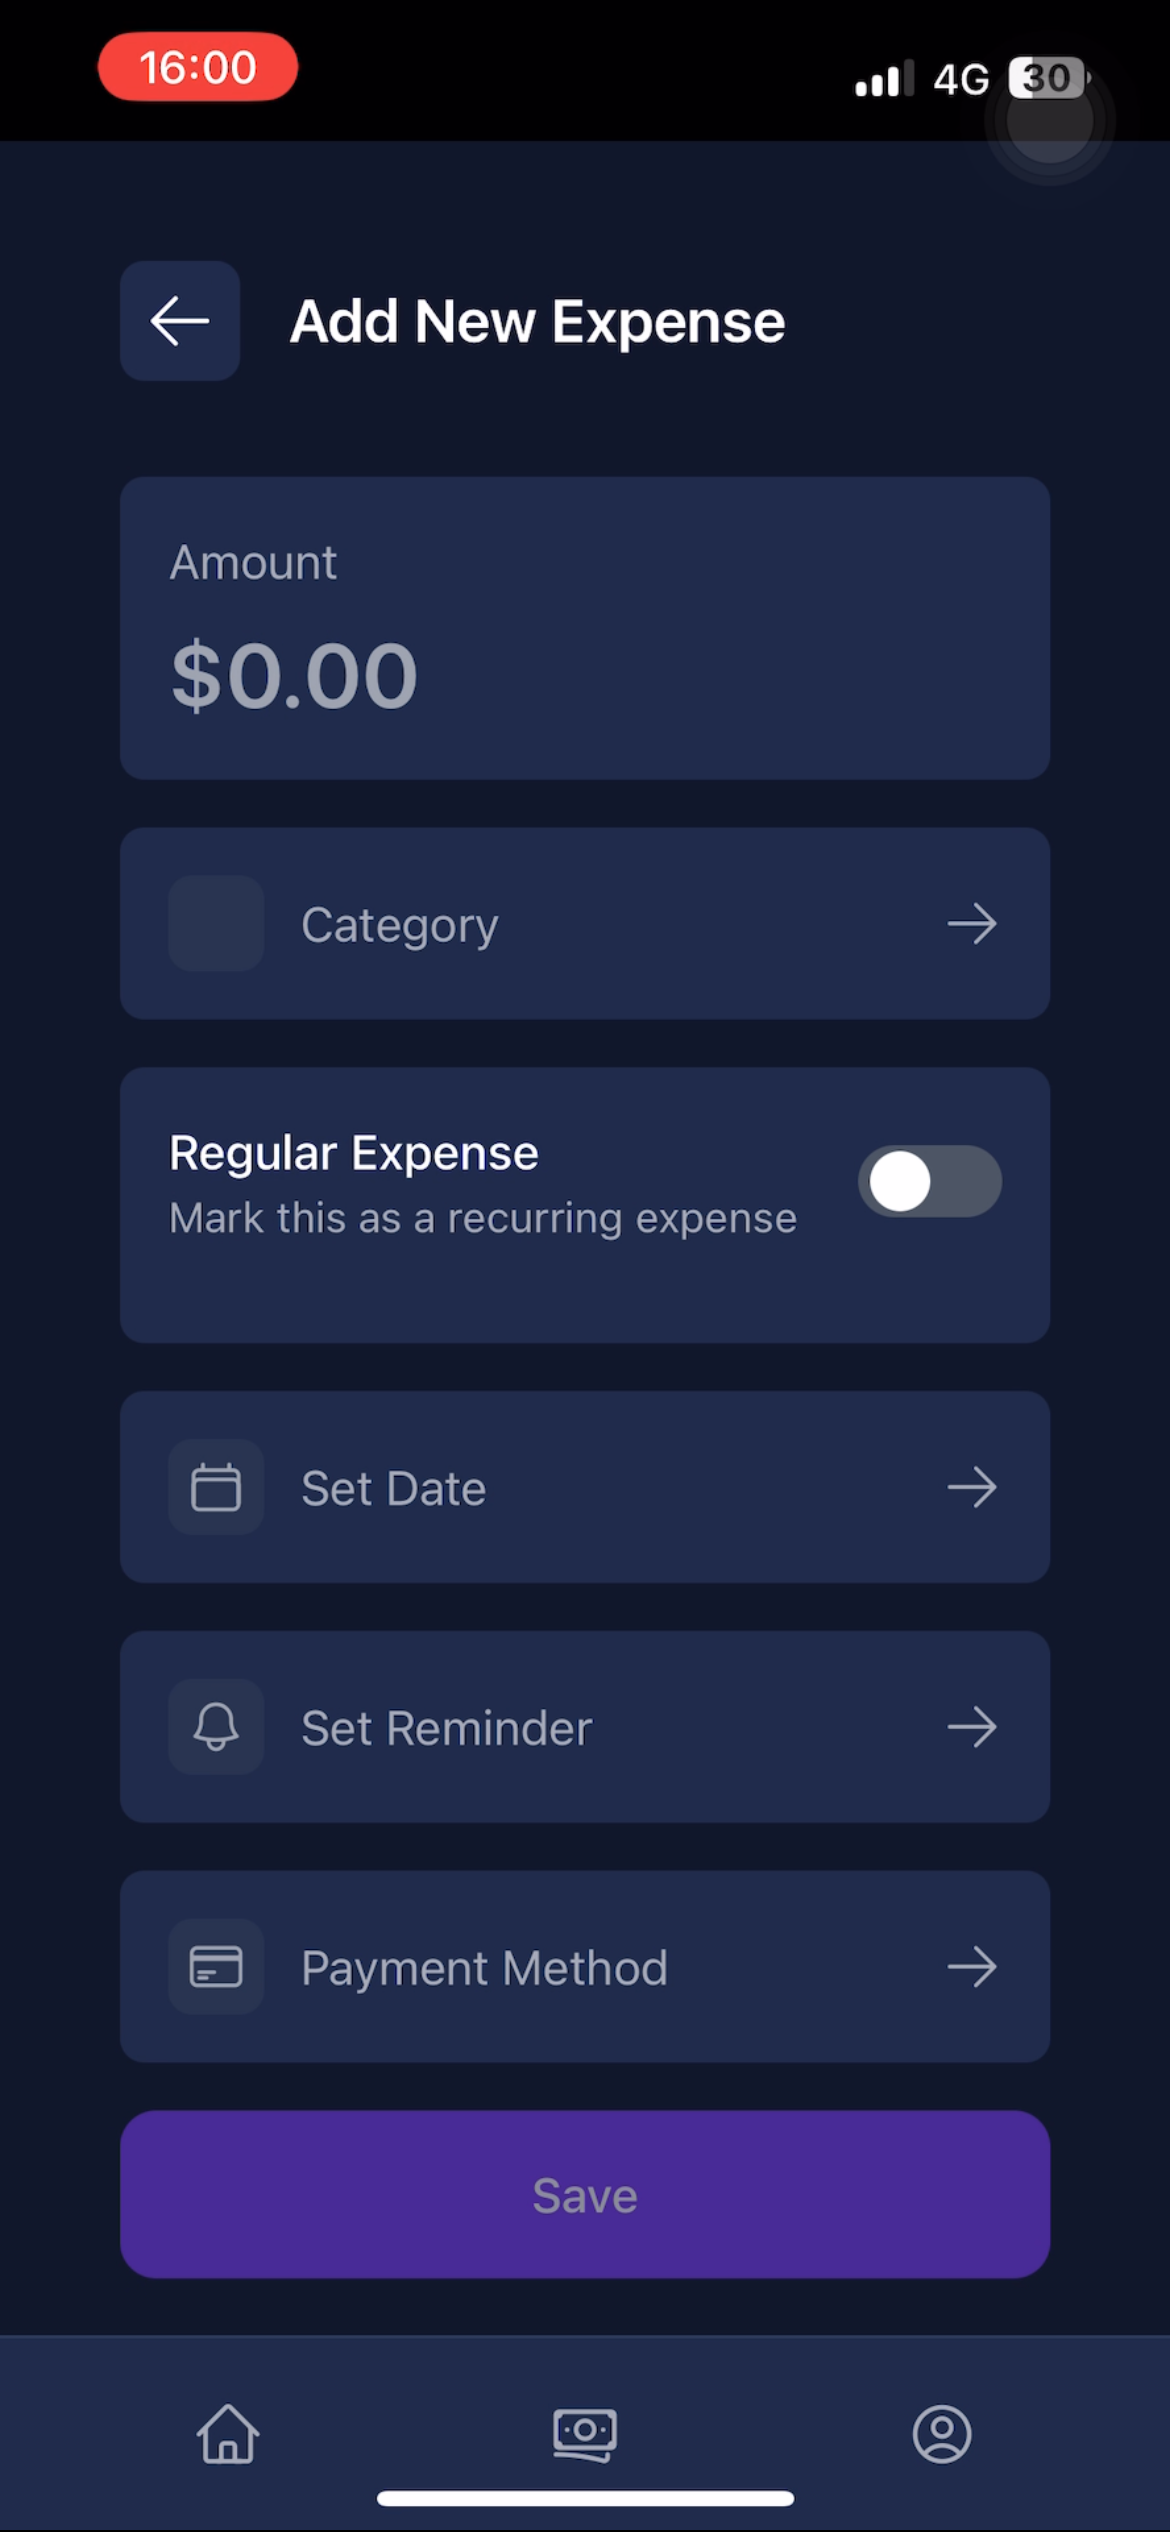 16:00
4G 30
Add New Expense
Amount
$0.00
Category
Regular Expense
Mark this as a recurring expense
Set Date
Set Reminder
Payment Method
Save